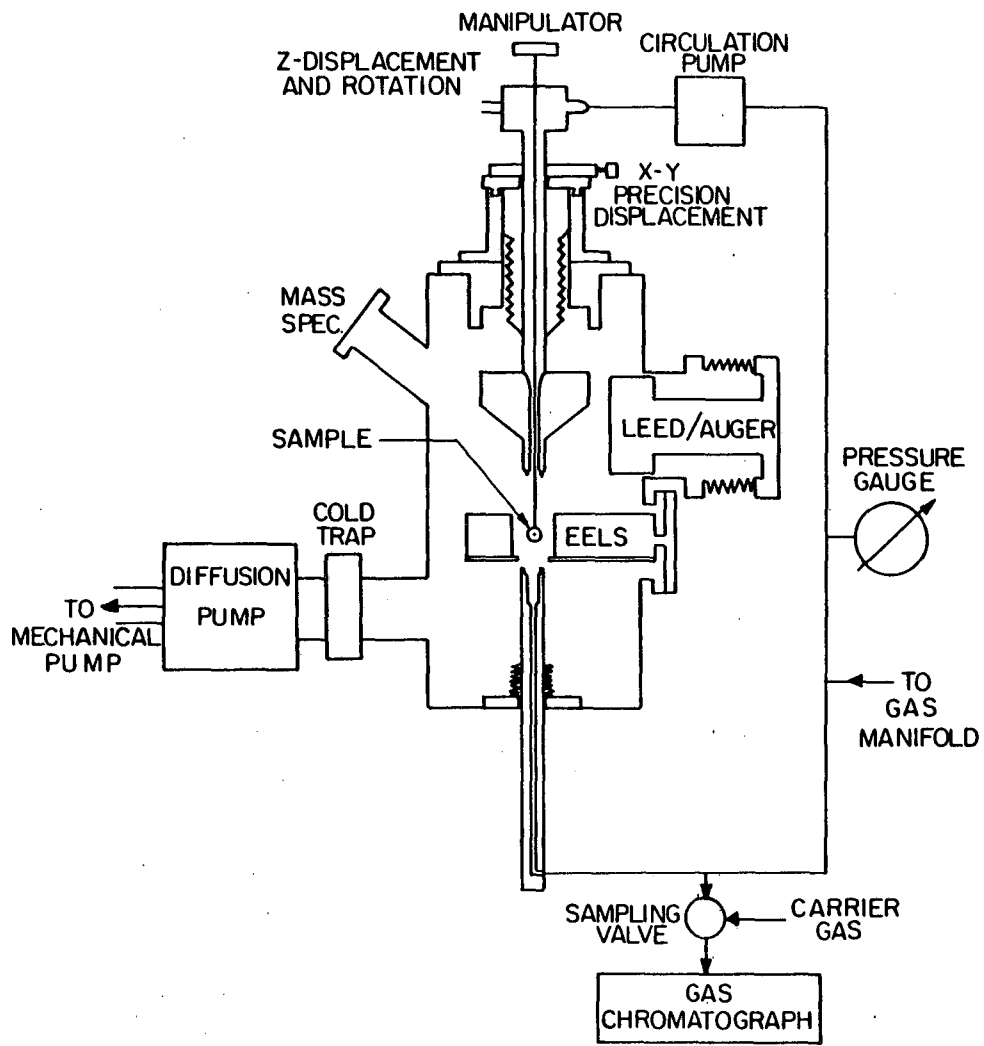 MANIPULATOR
Z-DISPLACEMENT
AND ROTATION
CIRCULATION
PUMP
X-Y
PRECISION
DISPLACEMENT
MASS
SPEC.
LEED/AUGER
SAMPLE
PRESSURE
GAUGE
COLD
TRAP
EELS
DIFFUSION
PUMP
TO
MECHANICAL
PUMP
TO
GAS
MANIFOLD
SAMPLING
VALVE
CARRIER
GAS
GAS
CHROMATOGRAPH